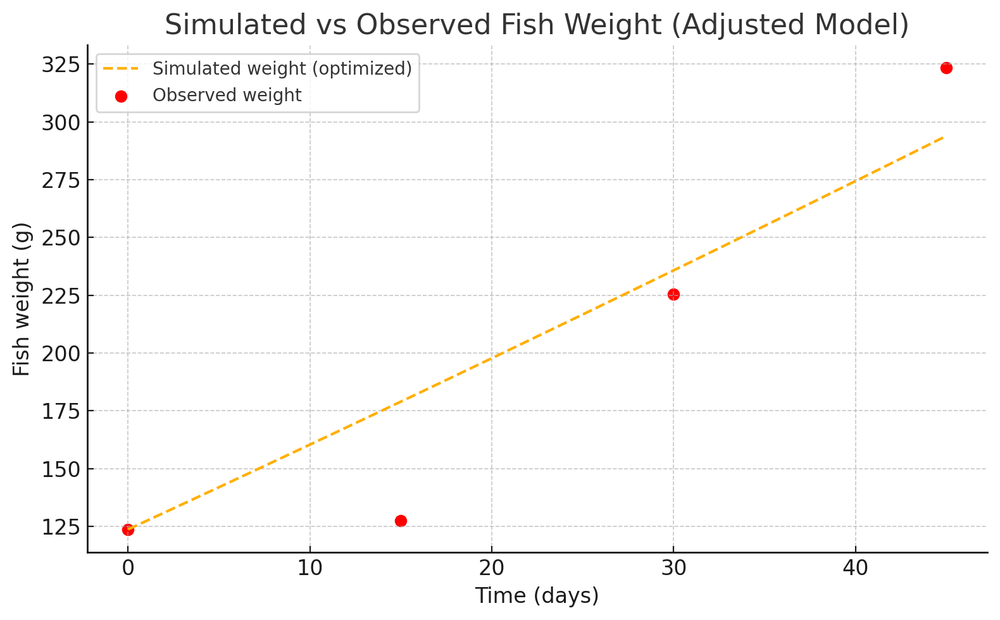 Simulated vs Observed Fish Weight (Adjusted Model)
Simulated weight (optimized)
Observed weight
Fish weight (g)
325
300
275
250
225
200
175
150
125
0 10 20 30 40
Time (days)